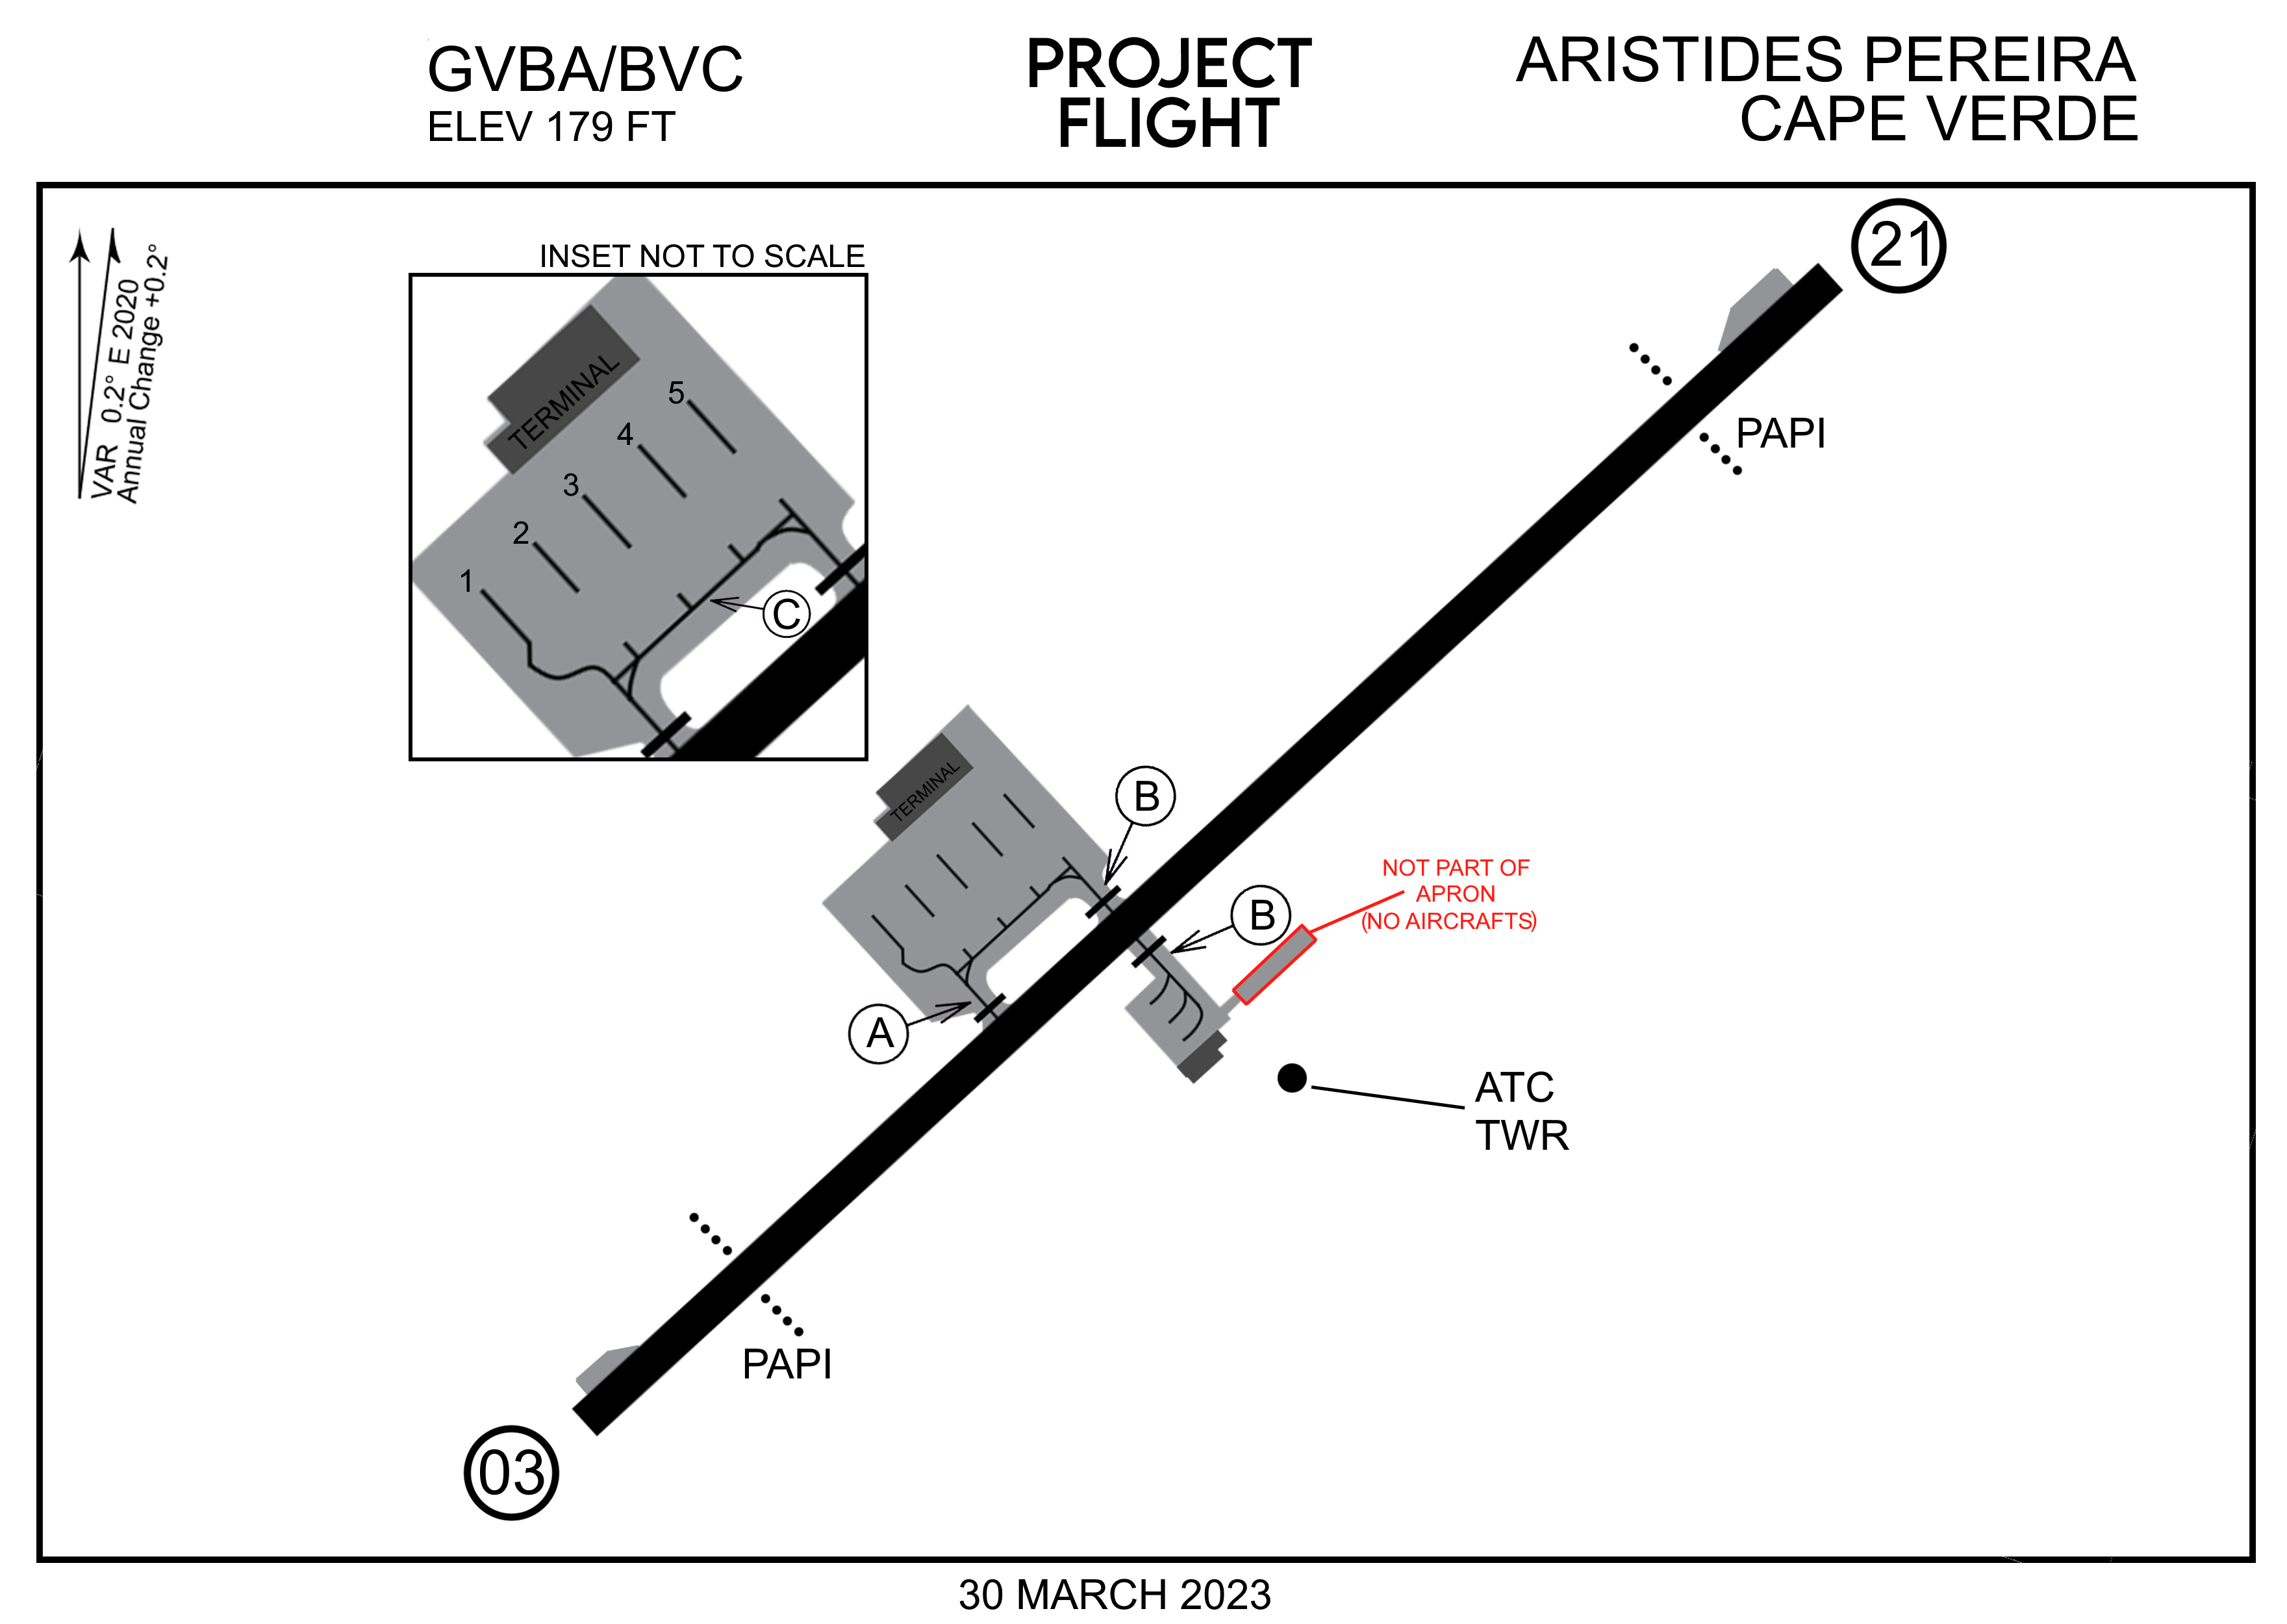 GVBA/BVC
ELEV 179 FT
PROJECT
FLIGHT
ARISTIDES PEREIRA
CAPE VERDE
VAR 0.2° E 2020
Annual Change +0.2°
INSET NOT TO SCALE
TERMINAL
5
4
3
2
1
C
21
PAPI
TERMINAL
B
B
NOT PART OF
APRON
(NO AIRCRAFTS)
A
ATC
TWR
PAPI
03
30 MARCH 2023